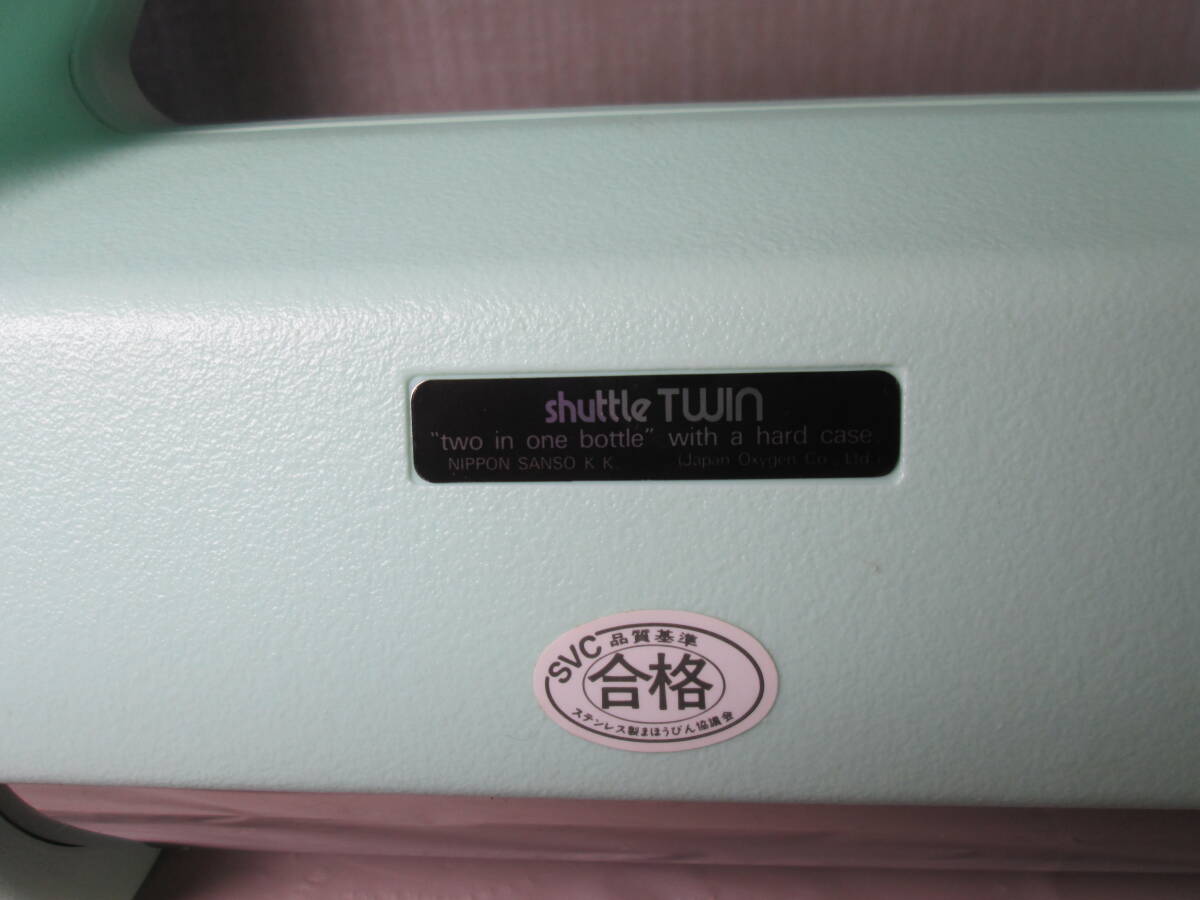 shuttle TWIN
"two in one bottle" with a hard case
NIPPON SANSO K K (Japan Oxygen Co., Ltd.)
SVC 品質基準
合格
ステンレス製まほうびん協議会